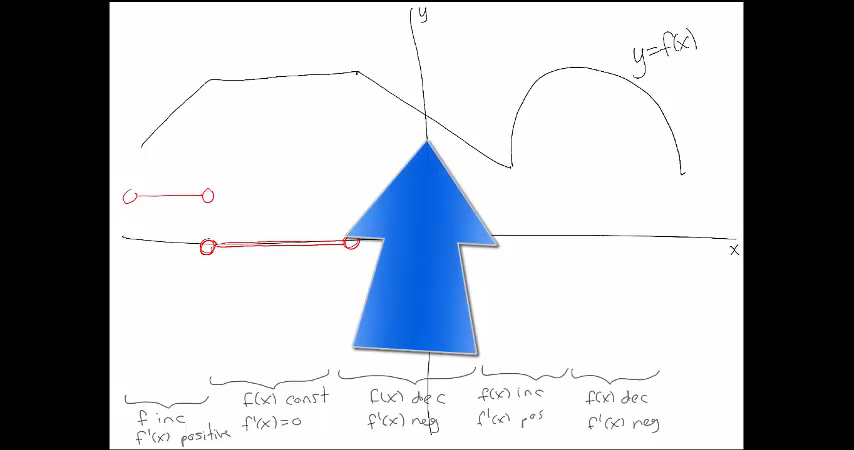 y
y=f(x)
x
f inc
f'(x) positive
f(x) const
f'(x)=0
f(x) dec
f'(x) neg
f(x) inc
f'(x) pos
f(x) dec
f'(x) neg